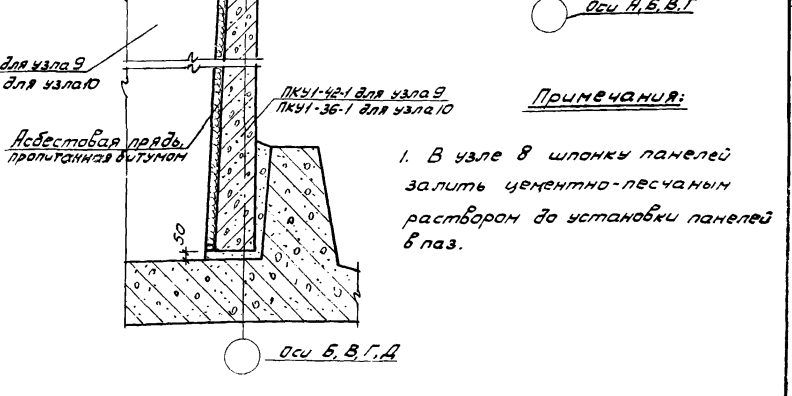 Оси А, Б, В, Г
для узла 9
для узла 10
ПКУ1-42-1 для узла 9
ПКУ1-36-1 для узла 10
Примечания:
Асбестовая прядь,
пропитанная битумом
1. В узле 8 шпонку панелей
залить цементно-песчаным
раствором до установки панелей
в паз.
50
Оси Б, В, Г, Д